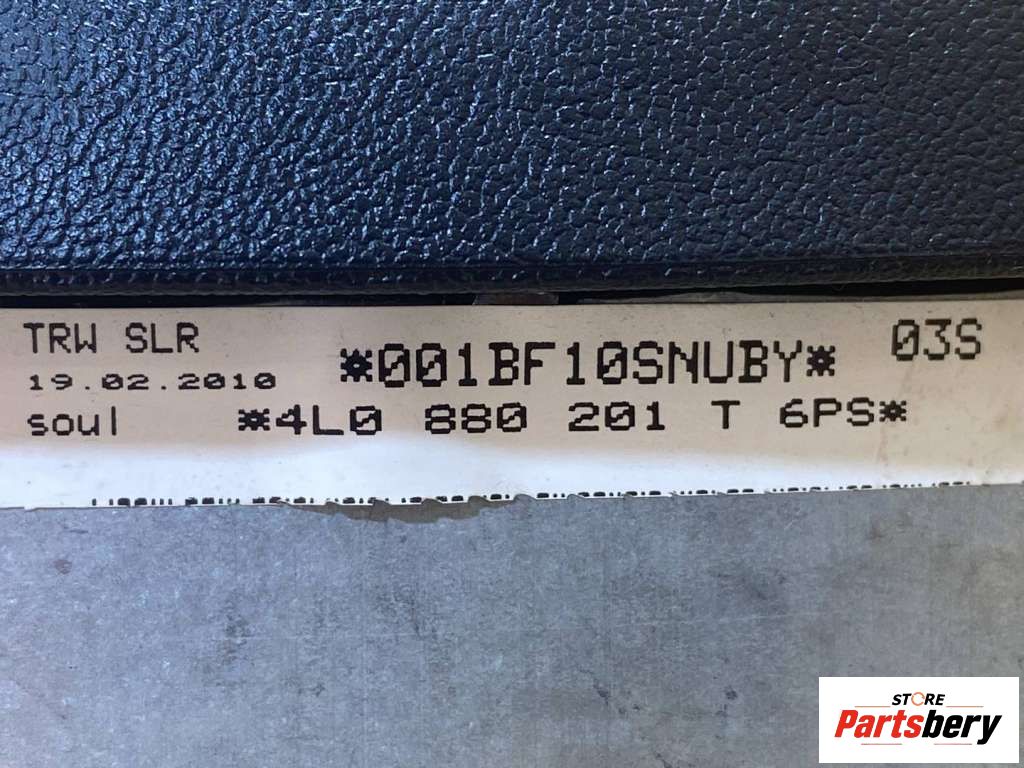 TRW SLR
19.02.2010
soul
*001BF10SNUBY*
03S
*4L0 880 201 T 6PS*
STORE
Partsbery